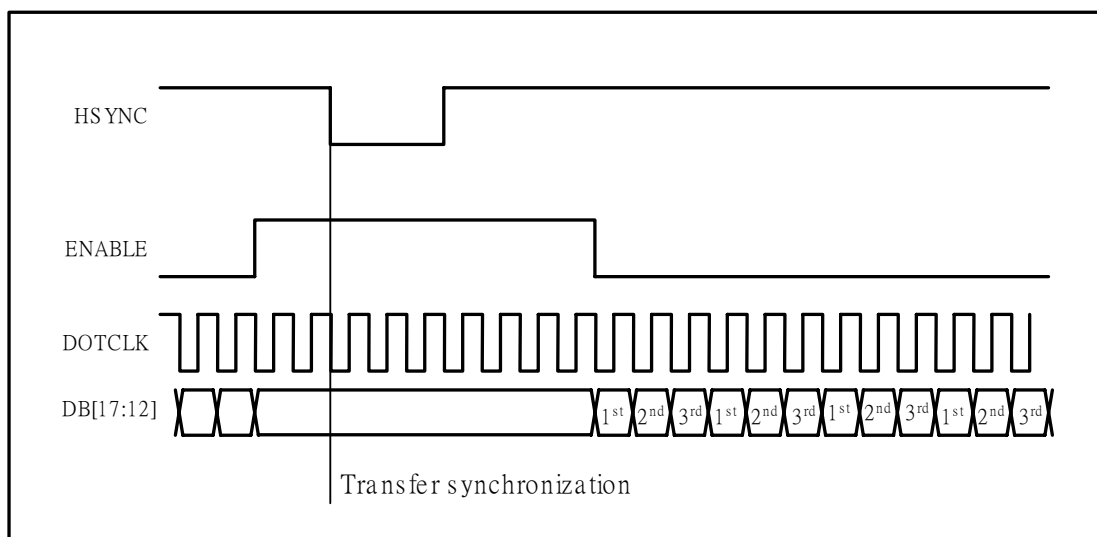 HSYNC
ENABLE
DOTCLK
DB[17:12] 1st 2nd 3rd 1st 2nd 3rd 1st 2nd 3rd 1st 2nd 3rd
Transfer synchronization